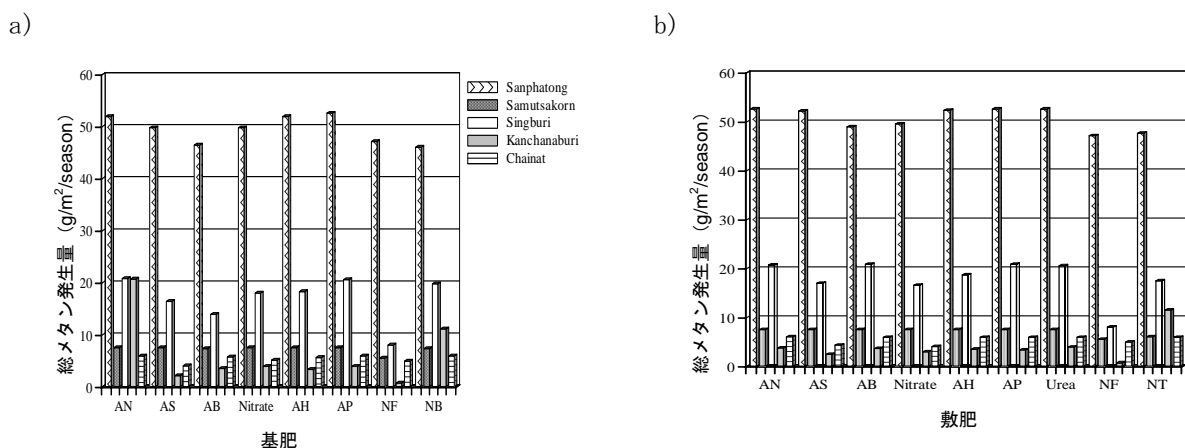 a)
総メタン発生量 (g/m²/season)
60
50
40
30
20
10
0
AN AS AB Nitrate AH AP NF NB
基肥
Sanphatong
Samutsakorn
Singburi
Kanchanaburi
Chainat
b)
総メタン発生量 (g/m²/season)
60
50
40
30
20
10
0
AN AS AB Nitrate AH AP Urea NF NT
敷肥